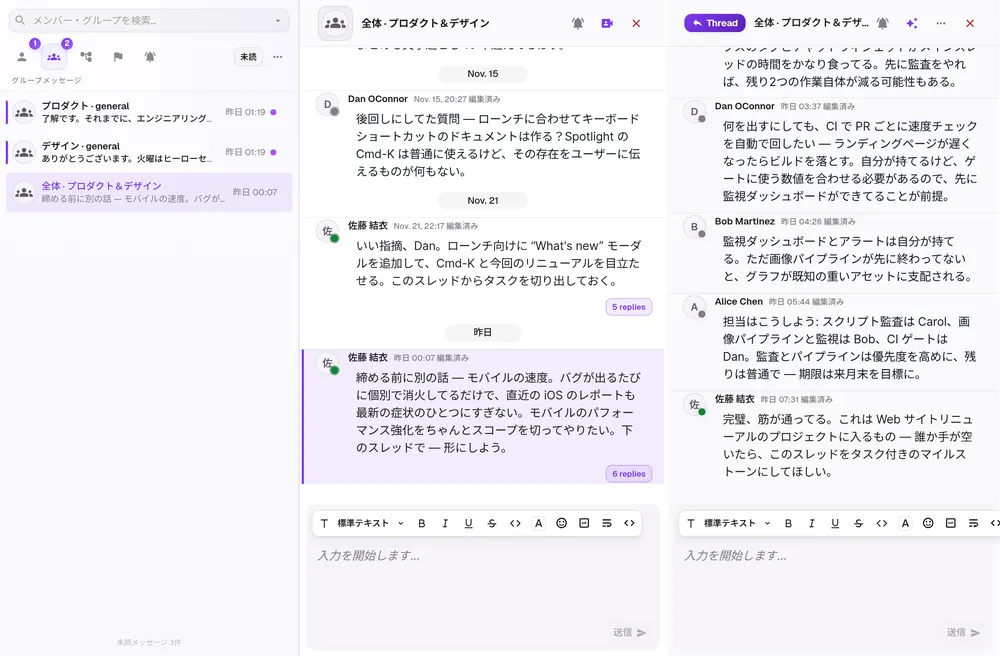 メンバー・グループを検索...
1
2
未読
グループメッセージ
プロダクト · general
了解です。それまでに、エンジニアリング...
昨日 01:19
デザイン · general
ありがとうございます。火曜はヒーローセ...
昨日 01:19
全体 · プロダクト＆デザイン
締める前に別の話 — モバイルの速度。バグが...
昨日 00:07
未読メッセージ 3件
全体 · プロダクト＆デザイン
Nov. 15
D
Dan OConnor Nov. 15, 20:27 編集済み
後回しにしてた質問 — ローンチに合わせてキーボード
ショートカットのドキュメントは作る？Spotlight の
Cmd-K は普通に使えるけど、その存在をユーザーに伝
えるものが何もない。
Nov. 21
佐
佐藤 結衣 Nov. 21, 22:17 編集済み
いい指摘、Dan。ローンチ向けに "What's new" モーダ
ルを追加して、Cmd-K と今回のリニューアルを目立た
せる。このスレッドからタスクを切り出しておく。
5 replies
昨日
佐
佐藤 結衣 昨日 00:07 編集済み
締める前に別の話 — モバイルの速度。バグが出るたび
に個別で消火してるだけで、直近の iOS のレポートも
最新の症状のひとつにすぎない。モバイルのパフォー
マンス強化をちゃんとスコープを切ってやりたい。下
のスレッドで — 形にしよう。
6 replies
T 標準テキスト B I U S A
入力を開始します...
送信
Thread
全体 · プロダクト＆デザ...
ッドの時間をかなり食ってる。先に監査をやれ
ば、残り2つの作業自体が減る可能性もある。
D
Dan OConnor 昨日 03:37 編集済み
何を出すにしても、CI で PR ごとに速度チェック
を自動で回したい — ランディングページが遅く
なったらビルドを落とす。自分が持てるけど、ゲ
ートに使う数値を合わせる必要があるので、先に
監視ダッシュボードができてることが前提。
B
Bob Martinez 昨日 04:26 編集済み
監視ダッシュボードとアラートは自分が持て
る。ただ画像パイプラインが先に終わってない
と、グラフが既知の重いアセットに支配される。
A
Alice Chen 昨日 05:44 編集済み
担当はこうしよう: スクリプト監査は Carol、画
像パイプラインと監視は Bob、CI ゲートは
Dan。監査とパイプラインは優先度を高めに、残
りは普通で — 期限は来月末を目標に。
佐
佐藤 結衣 昨日 07:31 編集済み
完璧、筋が通ってる。これは Web サイトリニュ
ーアルのプロジェクトに入るもの — 誰か手が空
いたら、このスレッドをタスク付きのマイルス
トーンにしてほしい。
T 標準テキスト B I U S A
入力を開始します...
送信